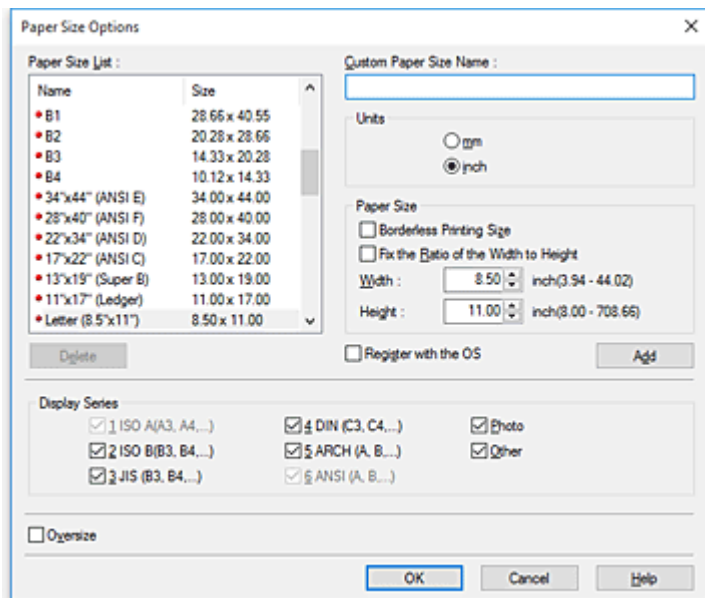 Paper Size Options
Paper Size List :
Name Size
B1 28.66 x 40.55
B2 20.28 x 28.66
B3 14.33 x 20.28
B4 10.12 x 14.33
34"x44" (ANSI E) 34.00 x 44.00
28"x40" (ANSI F) 28.00 x 40.00
22"x34" (ANSI D) 22.00 x 34.00
17"x22" (ANSI C) 17.00 x 22.00
13"x19" (Super B) 13.00 x 19.00
11"x17" (Ledger) 11.00 x 17.00
Letter (8.5"x11") 8.50 x 11.00
Delete
Custom Paper Size Name :
Units
mm
inch
Paper Size
Borderless Printing Size
Fix the Ratio of the Width to Height
Width : 8.50 inch(3.94 - 44.02)
Height : 11.00 inch(8.00 - 708.66)
Register with the OS Add
Display Series
1 ISO A(A3, A4,...) 4 DIN (C3, C4,...) Photo
2 ISO B(B3, B4,...) 5 ARCH (A, B,...) Other
3 JIS (B3, B4,...) 6 ANSI (A, B,...)
Oversize
OK Cancel Help